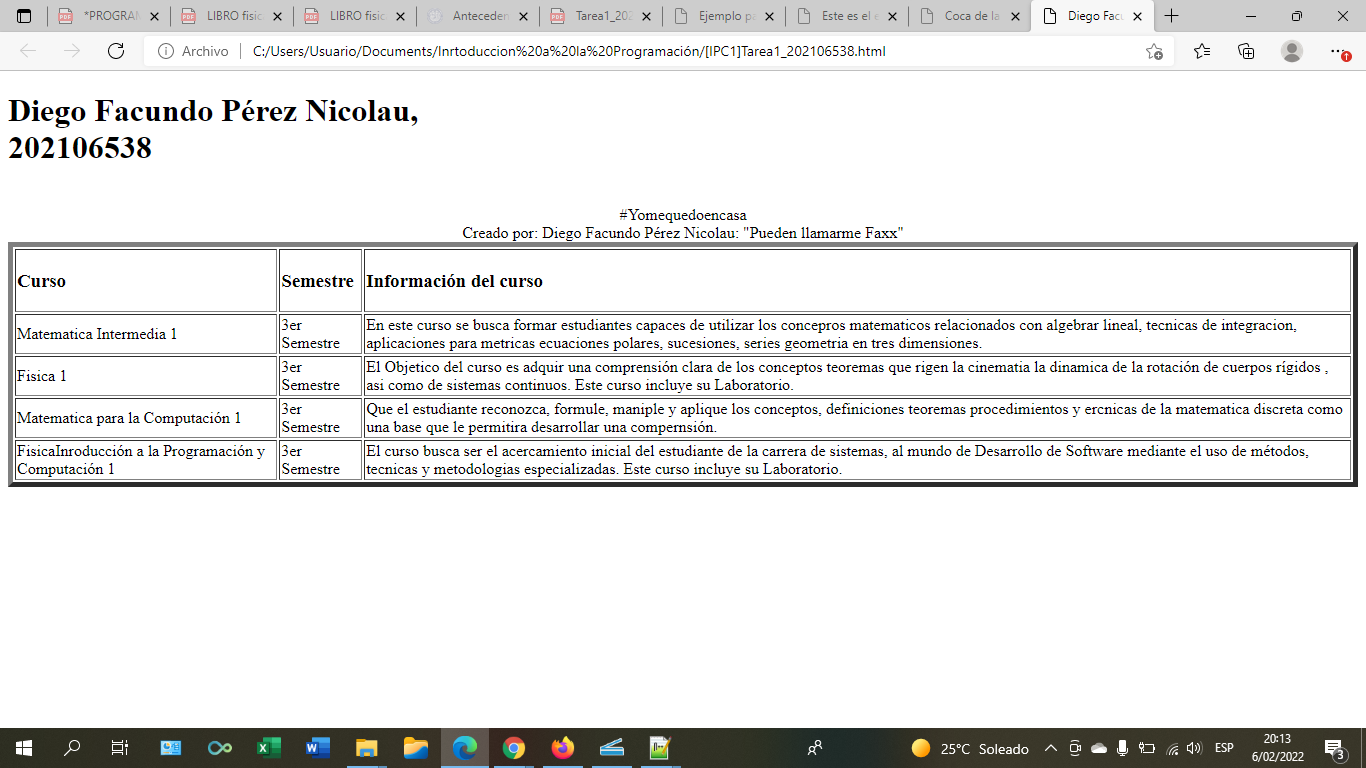 *PROGRAM
LIBRO fisic
LIBRO fisic
Anteceden
Tarea1_202
Ejemplo pa
Este es el e
Coca de la
Diego Facu
Archivo
C:/Users/Usuario/Documents/Inrtoduccion%20a%20la%20Programación/[IPC1]Tarea1_202106538.html
Diego Facundo Pérez Nicolau,
202106538
#Yomequedoencasa
Creado por: Diego Facundo Pérez Nicolau: "Pueden llamarme Faxx"
Curso Semestre Información del curso
Matematica Intermedia 1
3er
Semestre
En este curso se busca formar estudiantes capaces de utilizar los concepros matematicos relacionados con algebrar lineal, tecnicas de integracion,
aplicaciones para metricas ecuaciones polares, sucesiones, series geometria en tres dimensiones.
Fisica 1
3er
Semestre
El Objetico del curso es adquir una comprensión clara de los conceptos teoremas que rigen la cinematia la dinamica de la rotación de cuerpos rígidos ,
asi como de sistemas continuos. Este curso incluye su Laboratorio.
Matematica para la Computación 1
3er
Semestre
Que el estudiante reconozca, formule, maniple y aplique los conceptos, definiciones teoremas procedimientos y ercnicas de la matematica discreta como
una base que le permitira desarrollar una compernsión.
FisicaInroducción a la Programación y
Computación 1
3er
Semestre
El curso busca ser el acercamiento inicial del estudiante de la carrera de sistemas, al mundo de Desarrollo de Software mediante el uso de métodos,
tecnicas y metodologias especializadas. Este curso incluye su Laboratorio.
25°C Soleado
ESP
20:13
6/02/2022
3